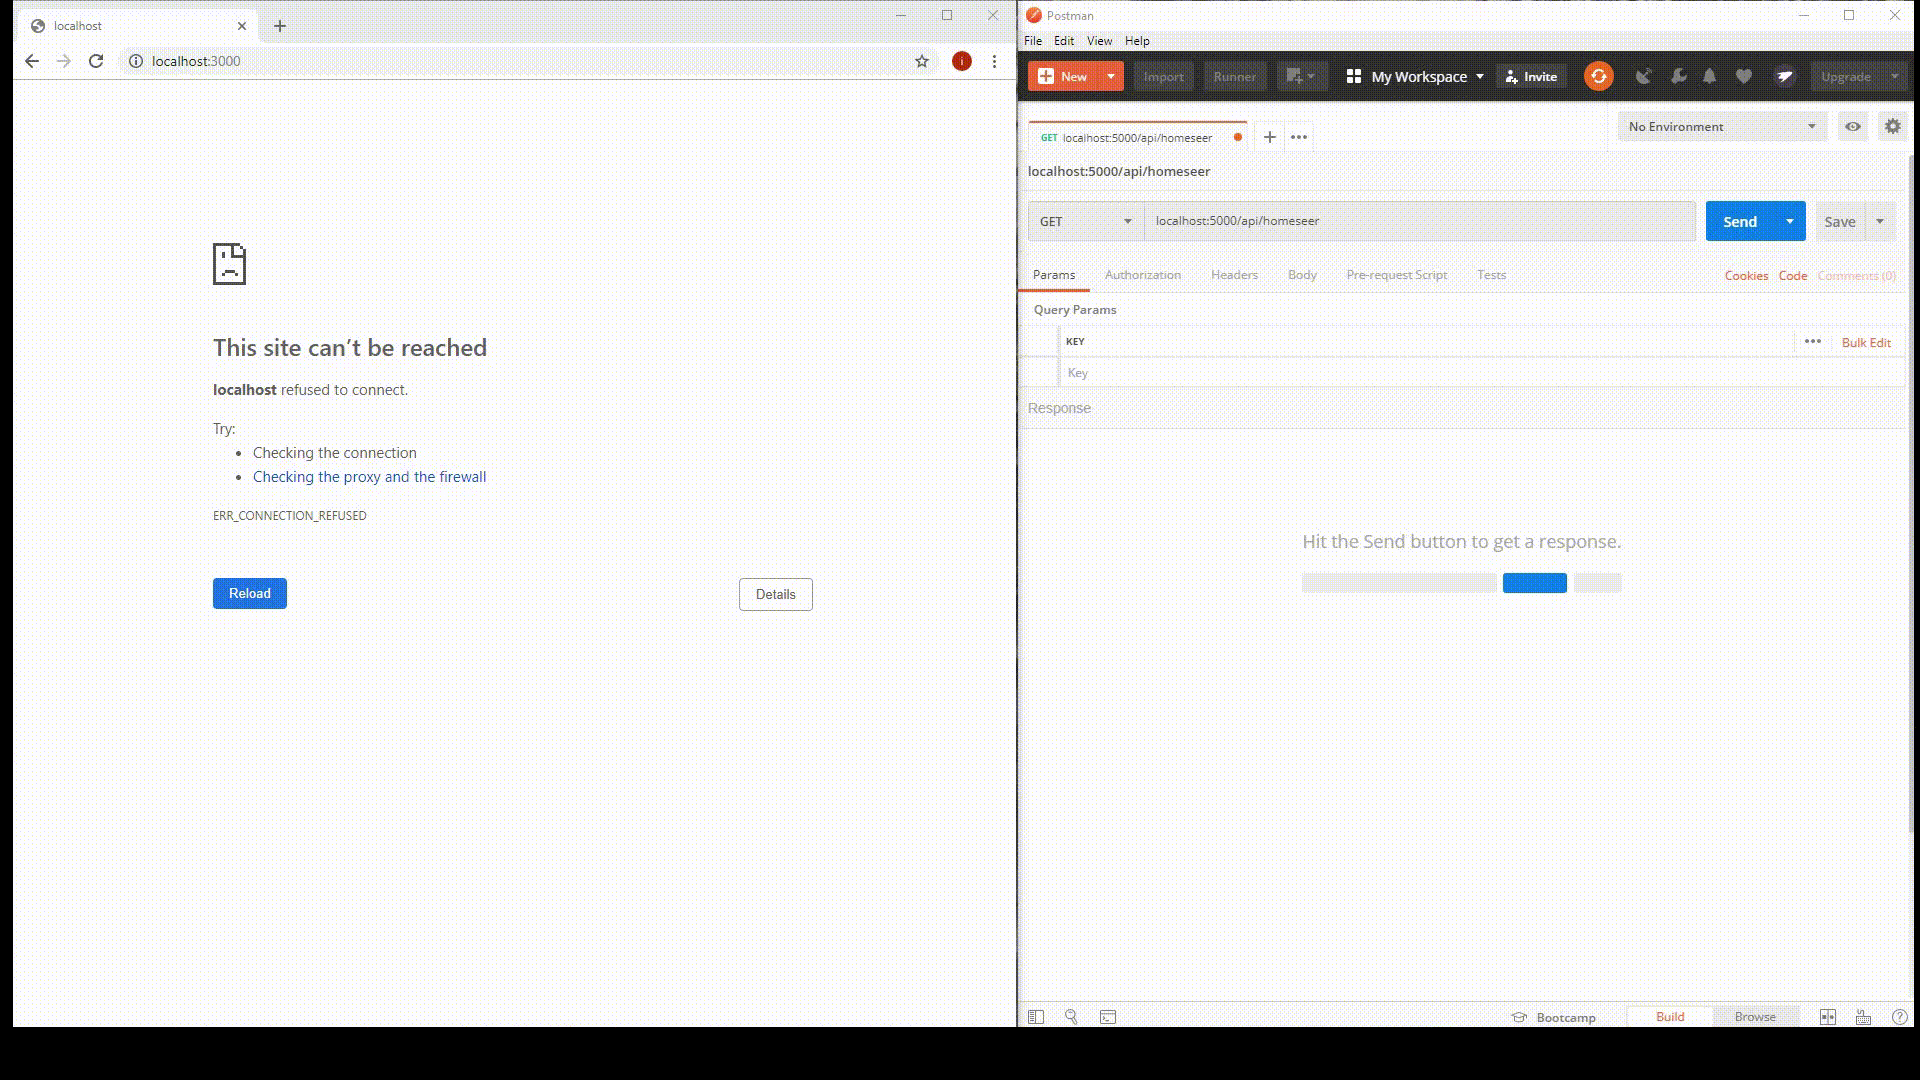 localhost
localhost:3000
This site can't be reached
localhost refused to connect.
Try:
• Checking the connection
• Checking the proxy and the firewall
ERR_CONNECTION_REFUSED
Reload
Details
Postman
File Edit View Help
New
Import
Runner
My Workspace
Invite
Upgrade
GET localhost:5000/api/homeseer
No Environment
localhost:5000/api/homeseer
GET
localhost:5000/api/homeseer
Send
Save
Params Authorization Headers Body Pre-request Script Tests
Cookies Code Comments (0)
Query Params
KEY
Bulk Edit
Key
Response
Hit the Send button to get a response.
Bootcamp
Build
Browse